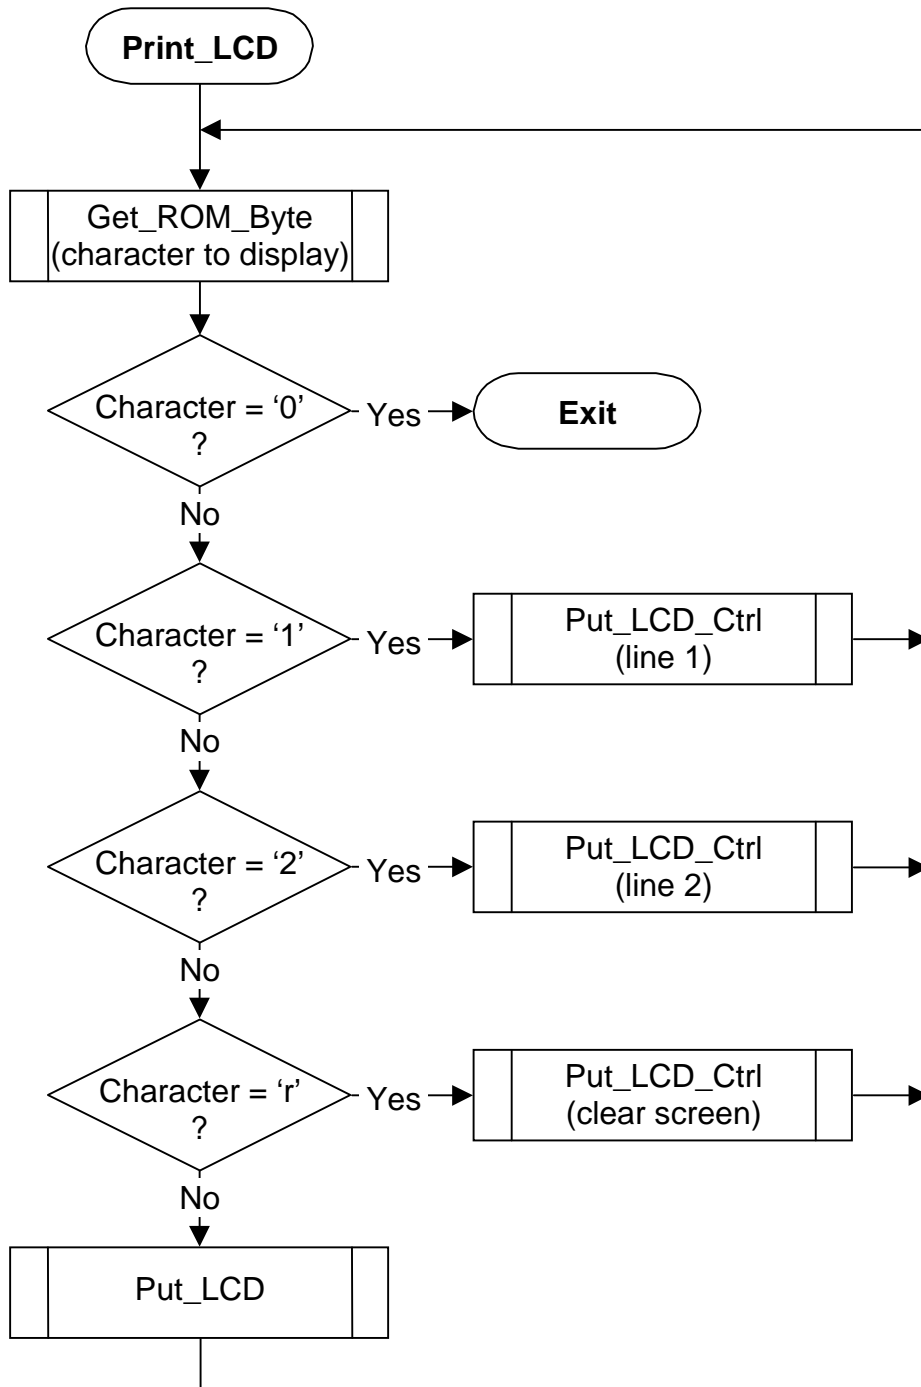 Print_LCD
Get_ROM_Byte
(character to display)
Character = ‘0’
?
Yes
Exit
No
Character = ‘1’
?
Yes
Put_LCD_Ctrl
(line 1)
No
Character = ‘2’
?
Yes
Put_LCD_Ctrl
(line 2)
No
Character = ‘r’
?
Yes
Put_LCD_Ctrl
(clear screen)
No
Put_LCD